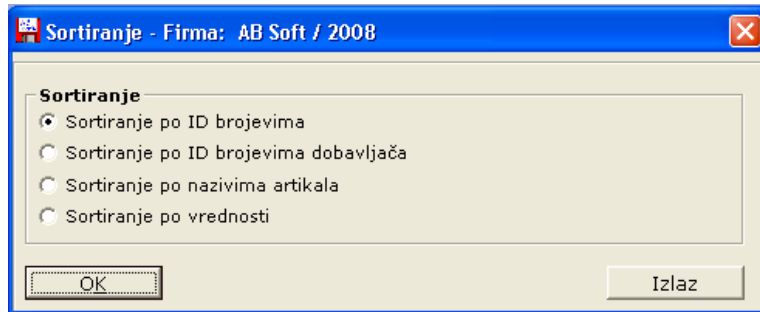 Sortiranje - Firma: AB Soft / 2008
Sortiranje
Sortiranje po ID brojevima
Sortiranje po ID brojevima dobavljača
Sortiranje po nazivima artikala
Sortiranje po vrednosti
OK
Izlaz